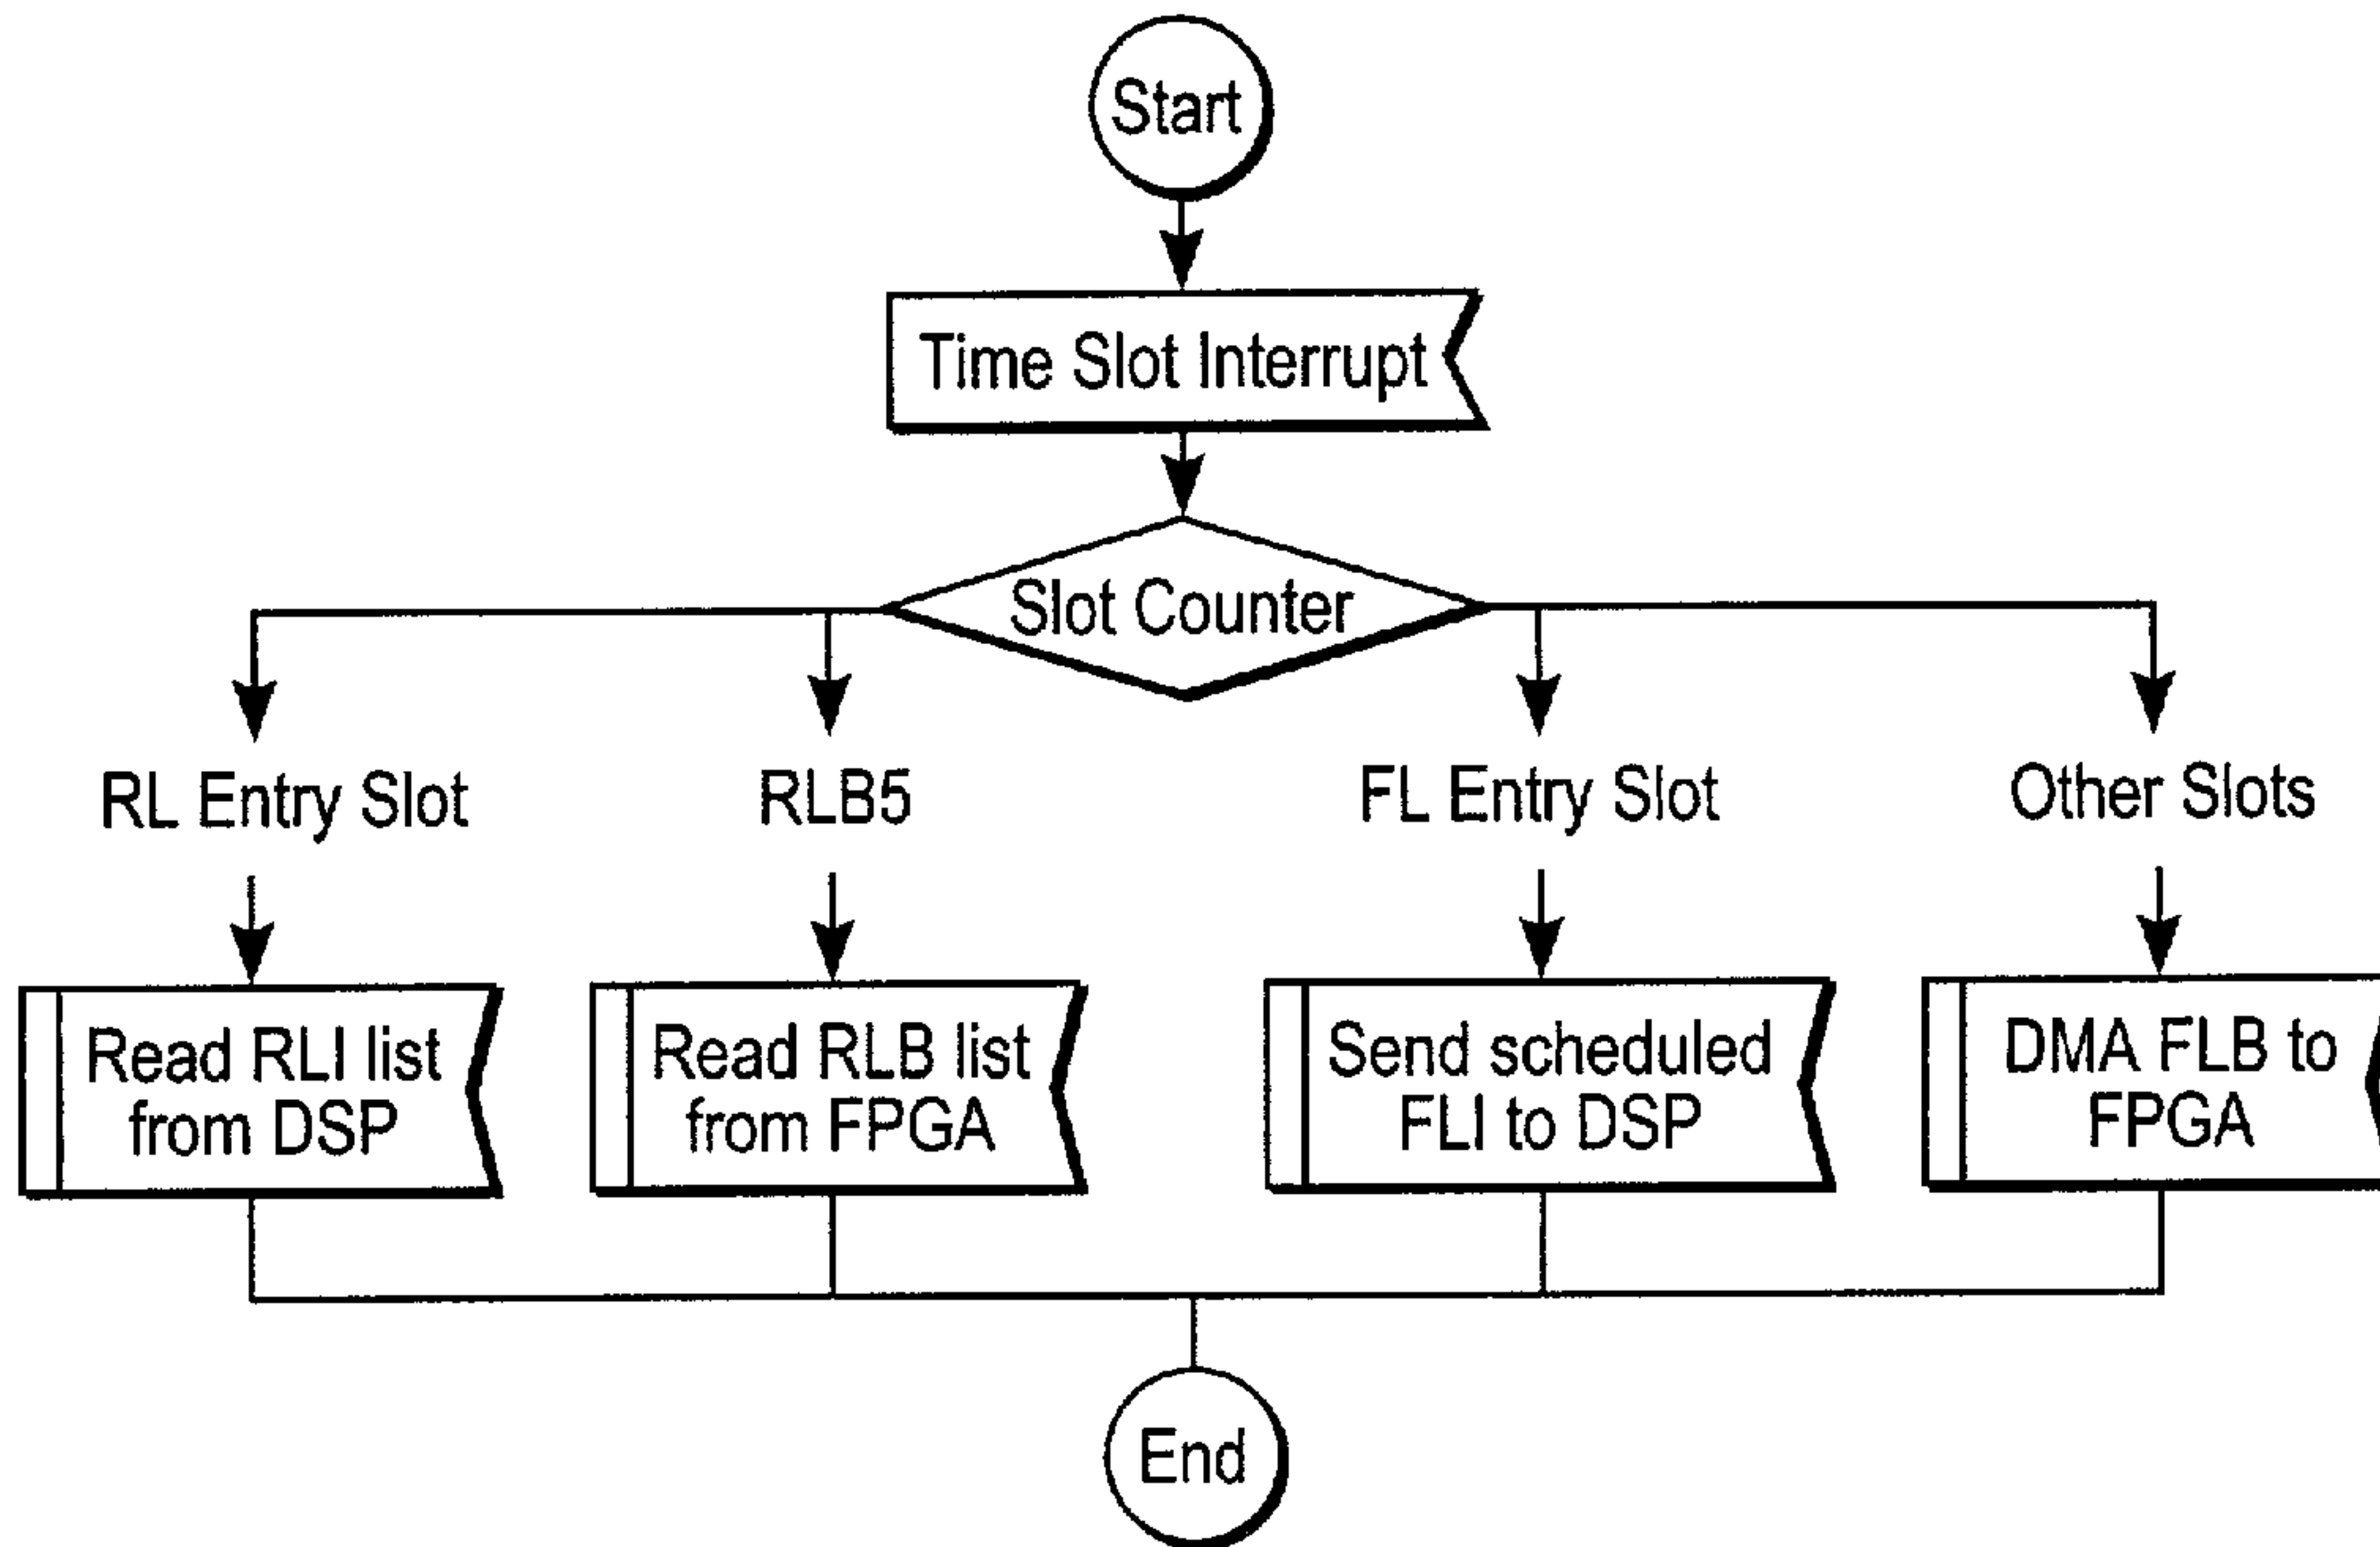 Start
Time Slot Interrupt
Slot Counter
RL Entry Slot
RLB5
FL Entry Slot
Other Slots
Read RLI list
from DSP
Read RLB list
from FPGA
Send scheduled
FLI to DSP
DMA FLB to
FPGA
End